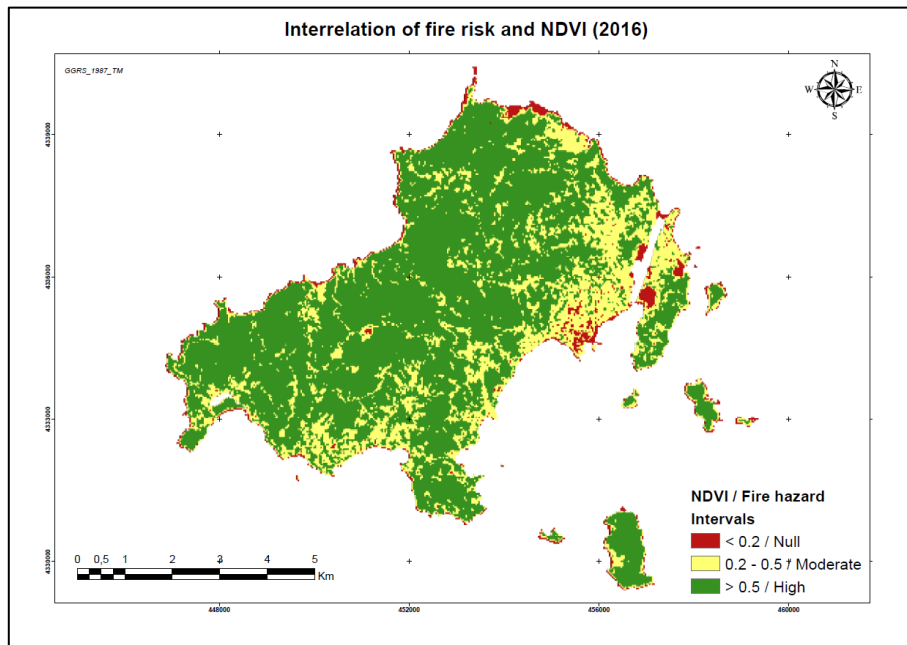 Interrelation of fire risk and NDVI (2016)
GGRS_1987_TM
N
W E
S
4339000
4336000
4333000
4330000
NDVI / Fire hazard
Intervals
< 0.2 / Null
0.2 - 0.5 / Moderate
> 0.5 / High
0 0,5 1 2 3 4 5
Km
448000 452000 456000 460000